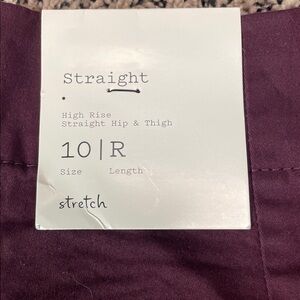 Straight
High Rise
Straight Hip & Thigh
10|R
Size Length
stretch